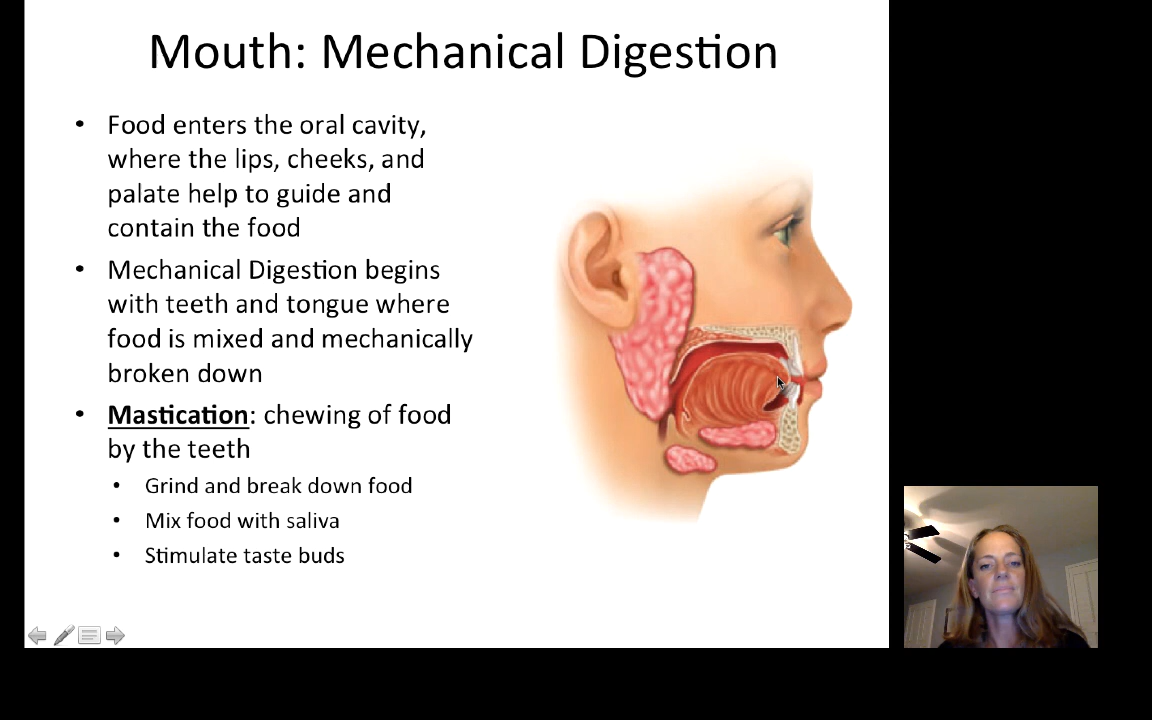 Mouth: Mechanical Digestion
• Food enters the oral cavity,
where the lips, cheeks, and
palate help to guide and
contain the food
• Mechanical Digestion begins
with teeth and tongue where
food is mixed and mechanically
broken down
• Mastication: chewing of food
by the teeth
• Grind and break down food
• Mix food with saliva
• Stimulate taste buds